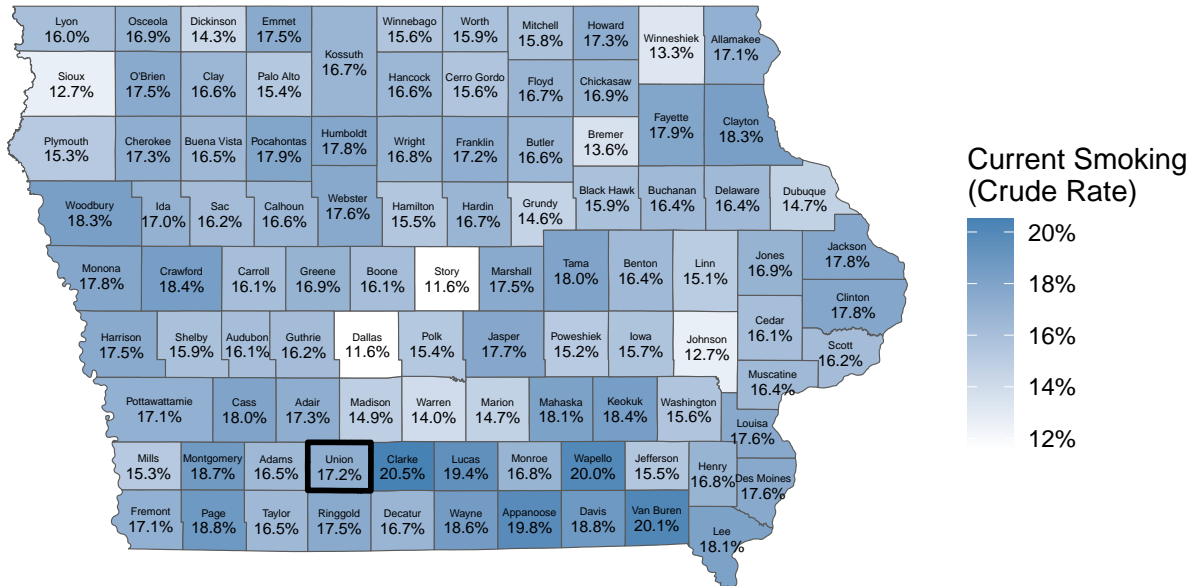 Lyon
16.0%
Osceola
16.9%
Dickinson
14.3%
Emmet
17.5%
Kossuth
16.7%
Winnebago
15.6%
Worth
15.9%
Mitchell
15.8%
Howard
17.3%
Winneshiek
13.3%
Allamakee
17.1%
Sioux
12.7%
O'Brien
17.5%
Clay
16.6%
Palo Alto
15.4%
Hancock
16.6%
Cerro Gordo
15.6%
Floyd
16.7%
Chickasaw
16.9%
Fayette
17.9%
Clayton
18.3%
Plymouth
15.3%
Cherokee
17.3%
Buena Vista
16.5%
Pocahontas
17.9%
Humboldt
17.8%
Wright
16.8%
Franklin
17.2%
Butler
16.6%
Bremer
13.6%
Woodbury
18.3%
Ida
17.0%
Sac
16.2%
Calhoun
16.6%
Webster
17.6%
Hamilton
15.5%
Hardin
16.7%
Grundy
14.6%
Black Hawk
15.9%
Buchanan
16.4%
Delaware
16.4%
Dubuque
14.7%
Monona
17.8%
Crawford
18.4%
Carroll
16.1%
Greene
16.9%
Boone
16.1%
Story
11.6%
Marshall
17.5%
Tama
18.0%
Benton
16.4%
Linn
15.1%
Jones
16.9%
Jackson
17.8%
Clinton
17.8%
Harrison
17.5%
Shelby
15.9%
Audubon
16.1%
Guthrie
16.2%
Dallas
11.6%
Polk
15.4%
Jasper
17.7%
Poweshiek
15.2%
Iowa
15.7%
Johnson
12.7%
Cedar
16.1%
Scott
16.2%
Muscatine
16.4%
Pottawattamie
17.1%
Cass
18.0%
Adair
17.3%
Madison
14.9%
Warren
14.0%
Marion
14.7%
Mahaska
18.1%
Keokuk
18.4%
Washington
15.6%
Louisa
17.6%
Mills
15.3%
Montgomery
18.7%
Adams
16.5%
Union
17.2%
Clarke
20.5%
Lucas
19.4%
Monroe
16.8%
Wapello
20.0%
Jefferson
15.5%
Henry
16.8%
Des Moines
17.6%
Fremont
17.1%
Page
18.8%
Taylor
16.5%
Ringgold
17.5%
Decatur
16.7%
Wayne
18.6%
Appanoose
19.8%
Davis
18.8%
Van Buren
20.1%
Lee
18.1%
Current Smoking
(Crude Rate)
20%
18%
16%
14%
12%